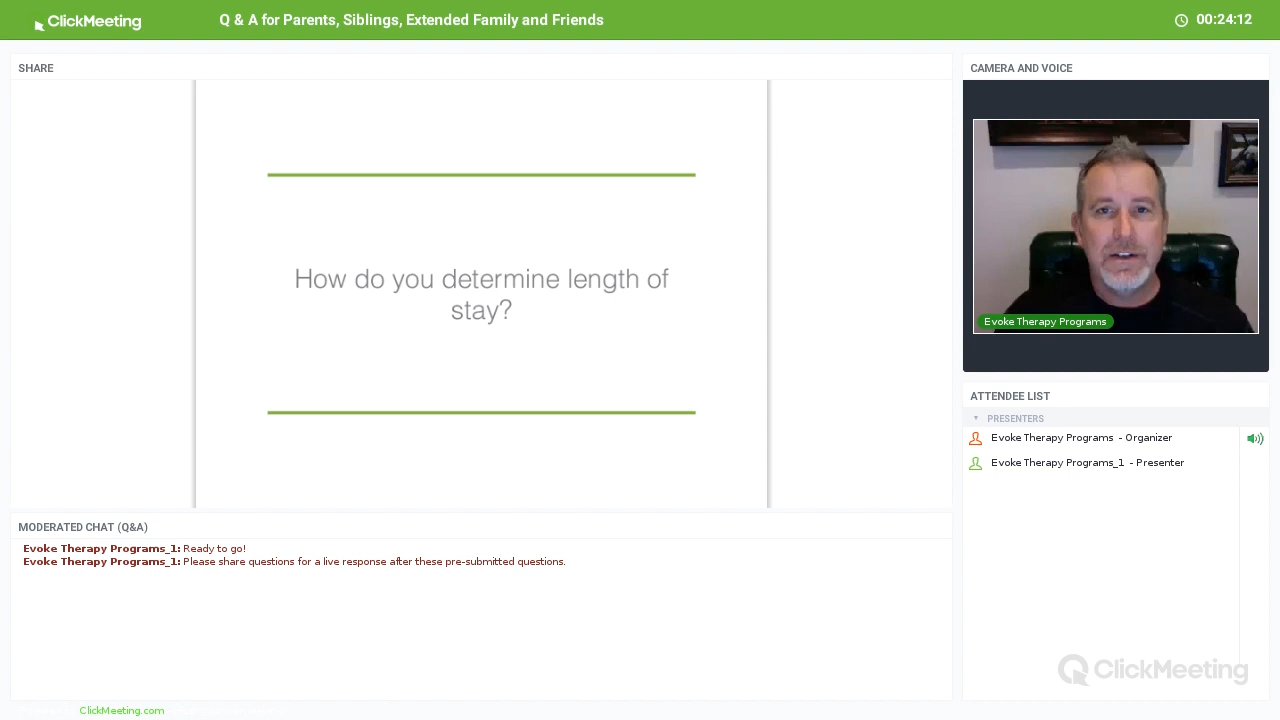 ClickMeeting
Q & A for Parents, Siblings, Extended Family and Friends
00:24:12
SHARE
How do you determine length of
stay?
CAMERA AND VOICE
Evoke Therapy Programs
ATTENDEE LIST
PRESENTERS
Evoke Therapy Programs - Organizer
Evoke Therapy Programs_1 - Presenter
MODERATED CHAT (Q&A)
Evoke Therapy Programs_1: Ready to go!
Evoke Therapy Programs_1: Please share questions for a live response after these pre-submitted questions.
ClickMeeting
ClickMeeting.com